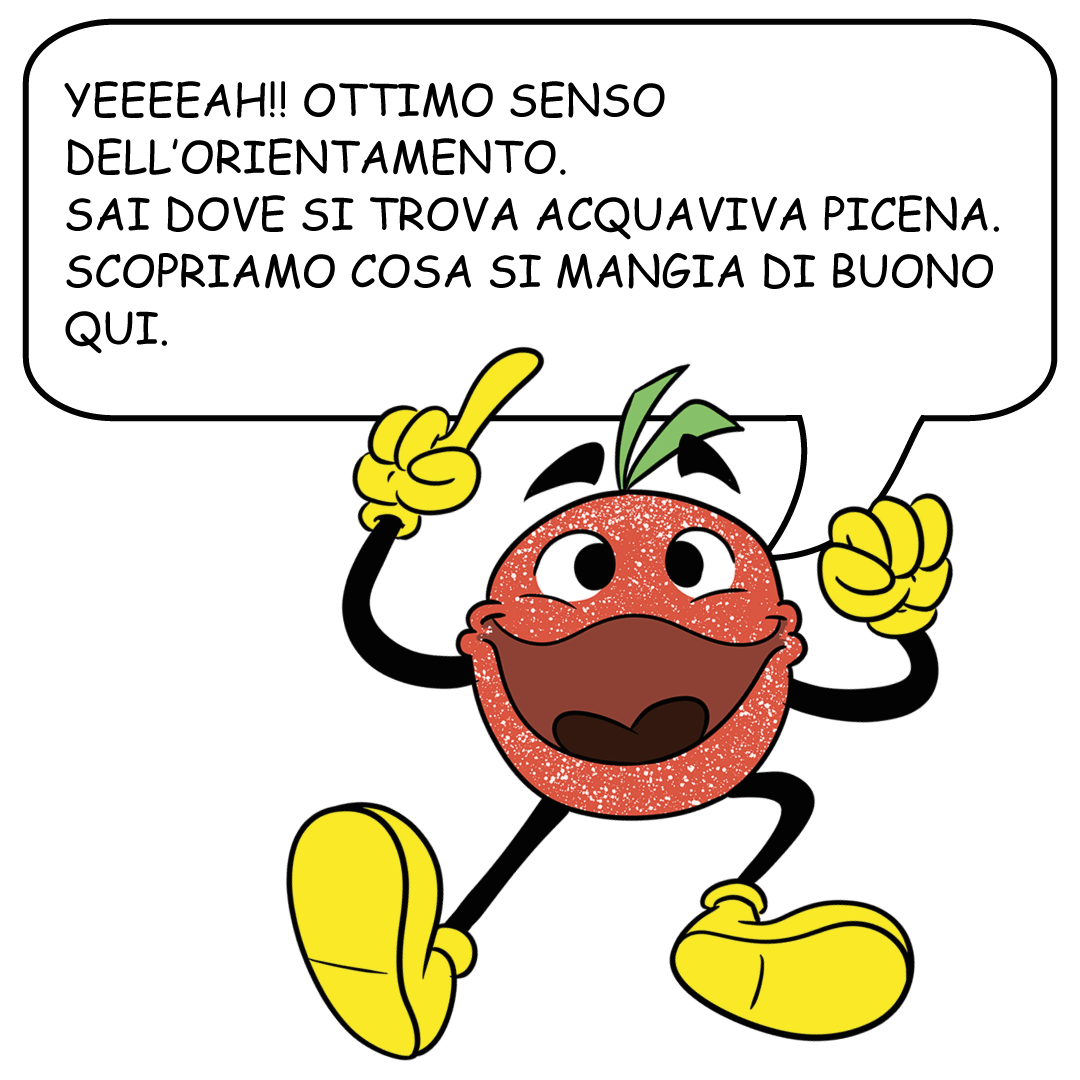 YEEEEAH!! OTTIMO SENSO
DELL'ORIENTAMENTO.
SAI DOVE SI TROVA ACQUAVIVA PICENA.
SCOPRIAMO COSA SI MANGIA DI BUONO
QUI.